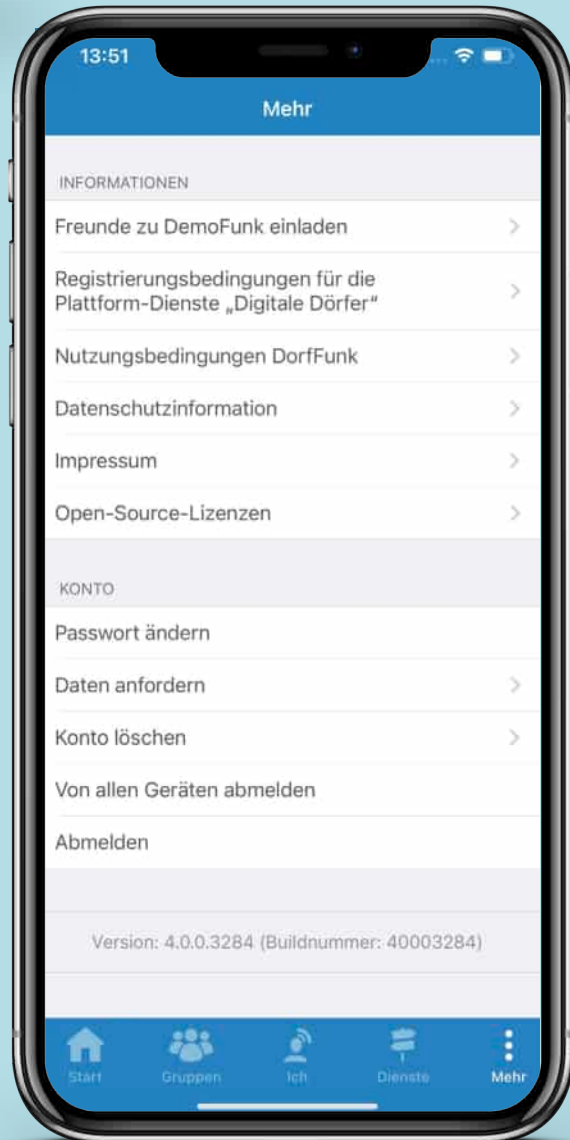 13:51
Mehr
INFORMATIONEN
Freunde zu DemoFunk einladen
Registrierungsbedingungen für die
Plattform-Dienste „Digitale Dörfer“
Nutzungsbedingungen DorfFunk
Datenschutzinformation
Impressum
Open-Source-Lizenzen
KONTO
Passwort ändern
Daten anfordern
Konto löschen
Von allen Geräten abmelden
Abmelden
Version: 4.0.0.3284 (Buildnummer: 40003284)
Start Gruppen Ich Dienste Mehr